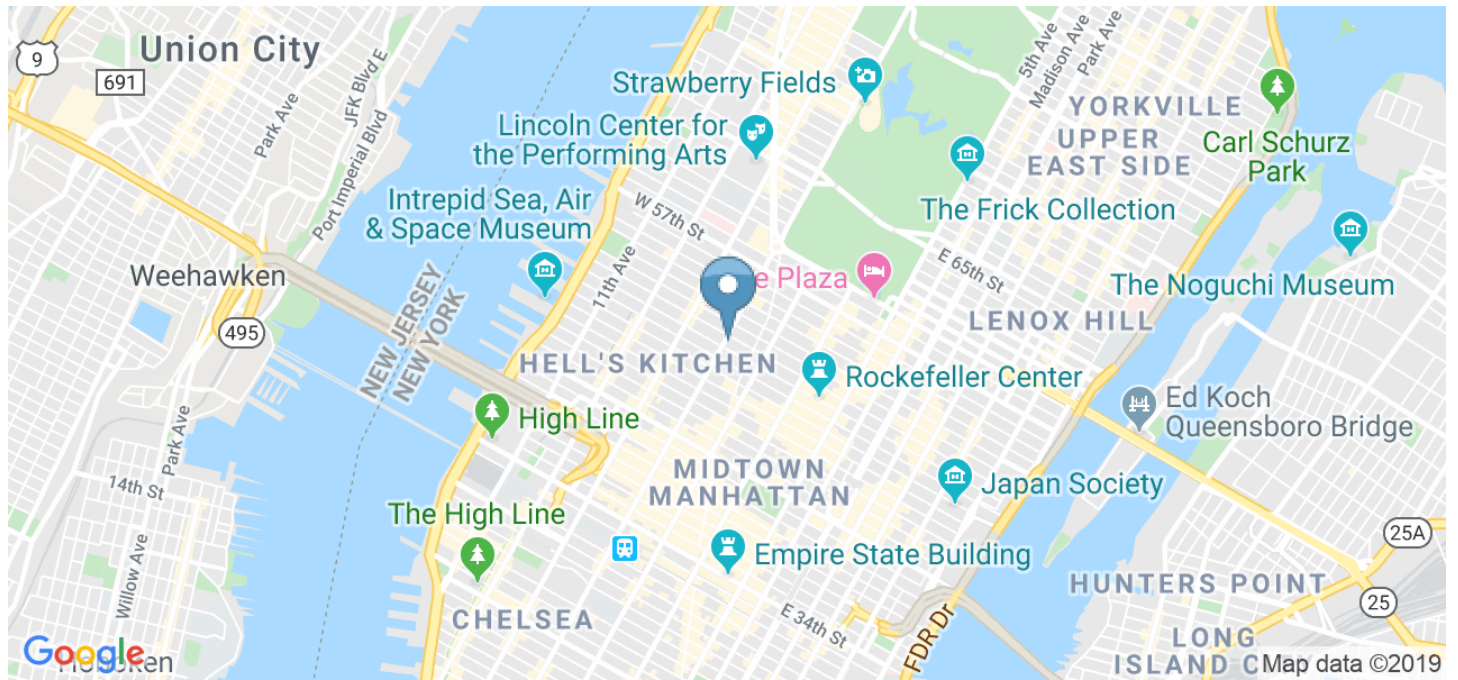 9
Union City
691
JFK Blvd E
Park Ave
Port Imperial Blvd
Strawberry Fields
5th Ave
Madison Ave
Park Ave
YORKVILLE
Lincoln Center for
the Performing Arts
UPPER
EAST SIDE
Carl Schurz
Park
Intrepid Sea, Air
& Space Museum
W 57th St
The Frick Collection
Weehawken
11th Ave
e Plaza
E 65th St
The Noguchi Museum
495
NEW JERSEY
NEW YORK
LENOX HILL
HELL'S KITCHEN
Rockefeller Center
High Line
Ed Koch
Queensboro Bridge
Park Ave
14th St
MIDTOWN
MANHATTAN
Japan Society
The High Line
25A
Empire State Building
Willow Ave
HUNTERS POINT
25
CHELSEA
E 34th St
FDR Dr
LONG
ISLAND C
Google
Map data ©2019